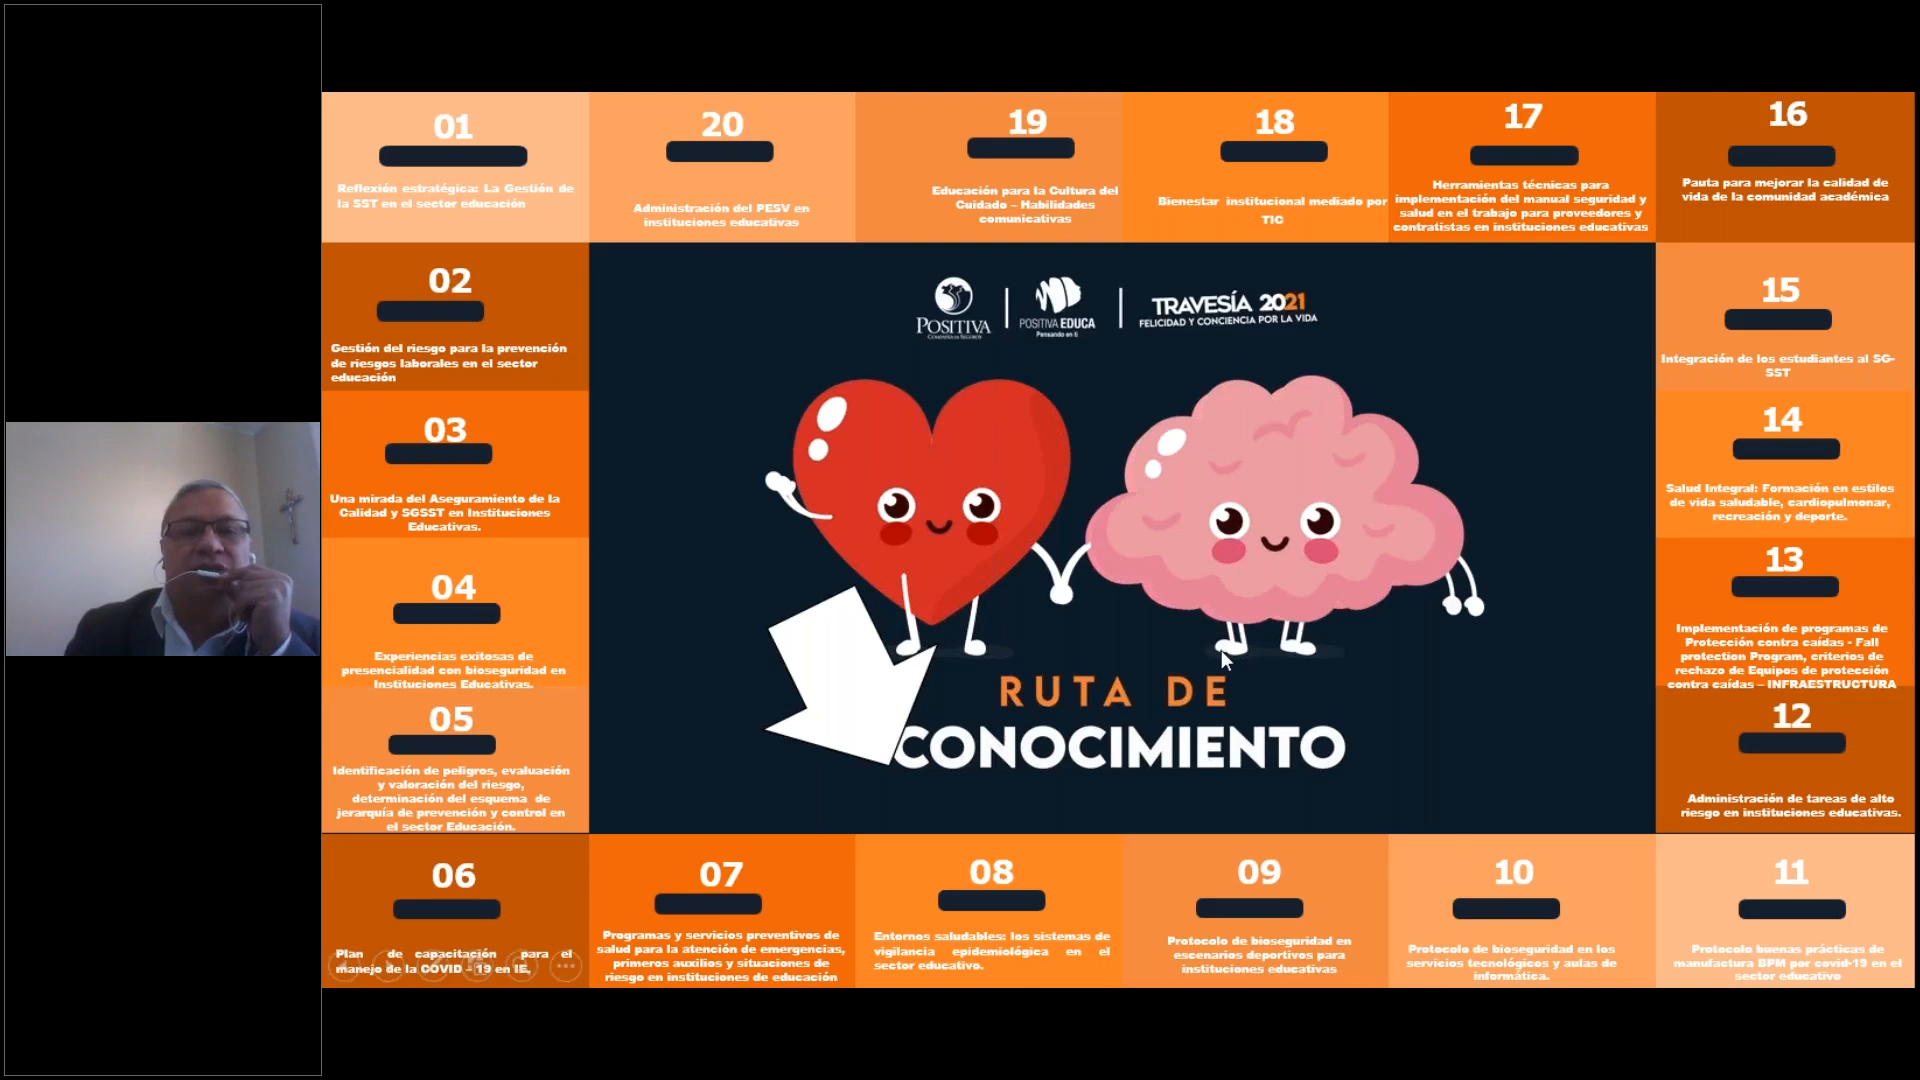 01
Reflexión estratégica: La Gestión de
la SST en el sector educación
20
Administración del PESV en
instituciones educativas
19
Educación para la Cultura del
Cuidado – Habilidades
comunicativas
18
Bienestar institucional mediado por
TIC
17
Herramientas técnicas para
implementación del manual seguridad y
salud en el trabajo para proveedores y
contratistas en instituciones educativas
16
Pauta para mejorar la calidad de
vida de la comunidad académica
02
Gestión del riesgo para la prevención
de riesgos laborales en el sector
educación
03
Una mirada del Aseguramiento de la
Calidad y SGSST en Instituciones
Educativas.
04
Experiencias exitosas de
presencialidad con bioseguridad en
Instituciones Educativas.
05
Identificación de peligros, evaluación
y valoración del riesgo,
determinación del esquema de
jerarquía de prevención y control en
el sector Educación.
POSITIVA
COMPAÑÍA DE SEGUROS
POSITIVA EDUCA
Pensando en ti
TRAVESÍA 2021
FELICIDAD Y CONCIENCIA POR LA VIDA
RUTA DE
CONOCIMIENTO
15
Integración de los estudiantes al SG-
SST
14
Salud Integral: Formación en estilos
de vida saludable, cardiopulmonar,
recreación y deporte.
13
Implementación de programas de
Protección contra caídas - Fall
protection Program, criterios de
rechazo de Equipos de protección
contra caídas – INFRAESTRUCTURA
12
Administración de tareas de alto
riesgo en instituciones educativas.
06
Plan de capacitación para el
manejo de la COVID – 19 en IE,
07
Programas y servicios preventivos de
salud para la atención de emergencias,
primeros auxilios y situaciones de
riesgo en instituciones de educación
08
Entornos saludables: los sistemas de
vigilancia epidemiológica en el
sector educativo.
09
Protocolo de bioseguridad en
escenarios deportivos para
instituciones educativas
10
Protocolo de bioseguridad en los
servicios tecnológicos y aulas de
informática.
11
Protocolo buenas prácticas de
manufactura BPM por covid-19 en el
sector educativo